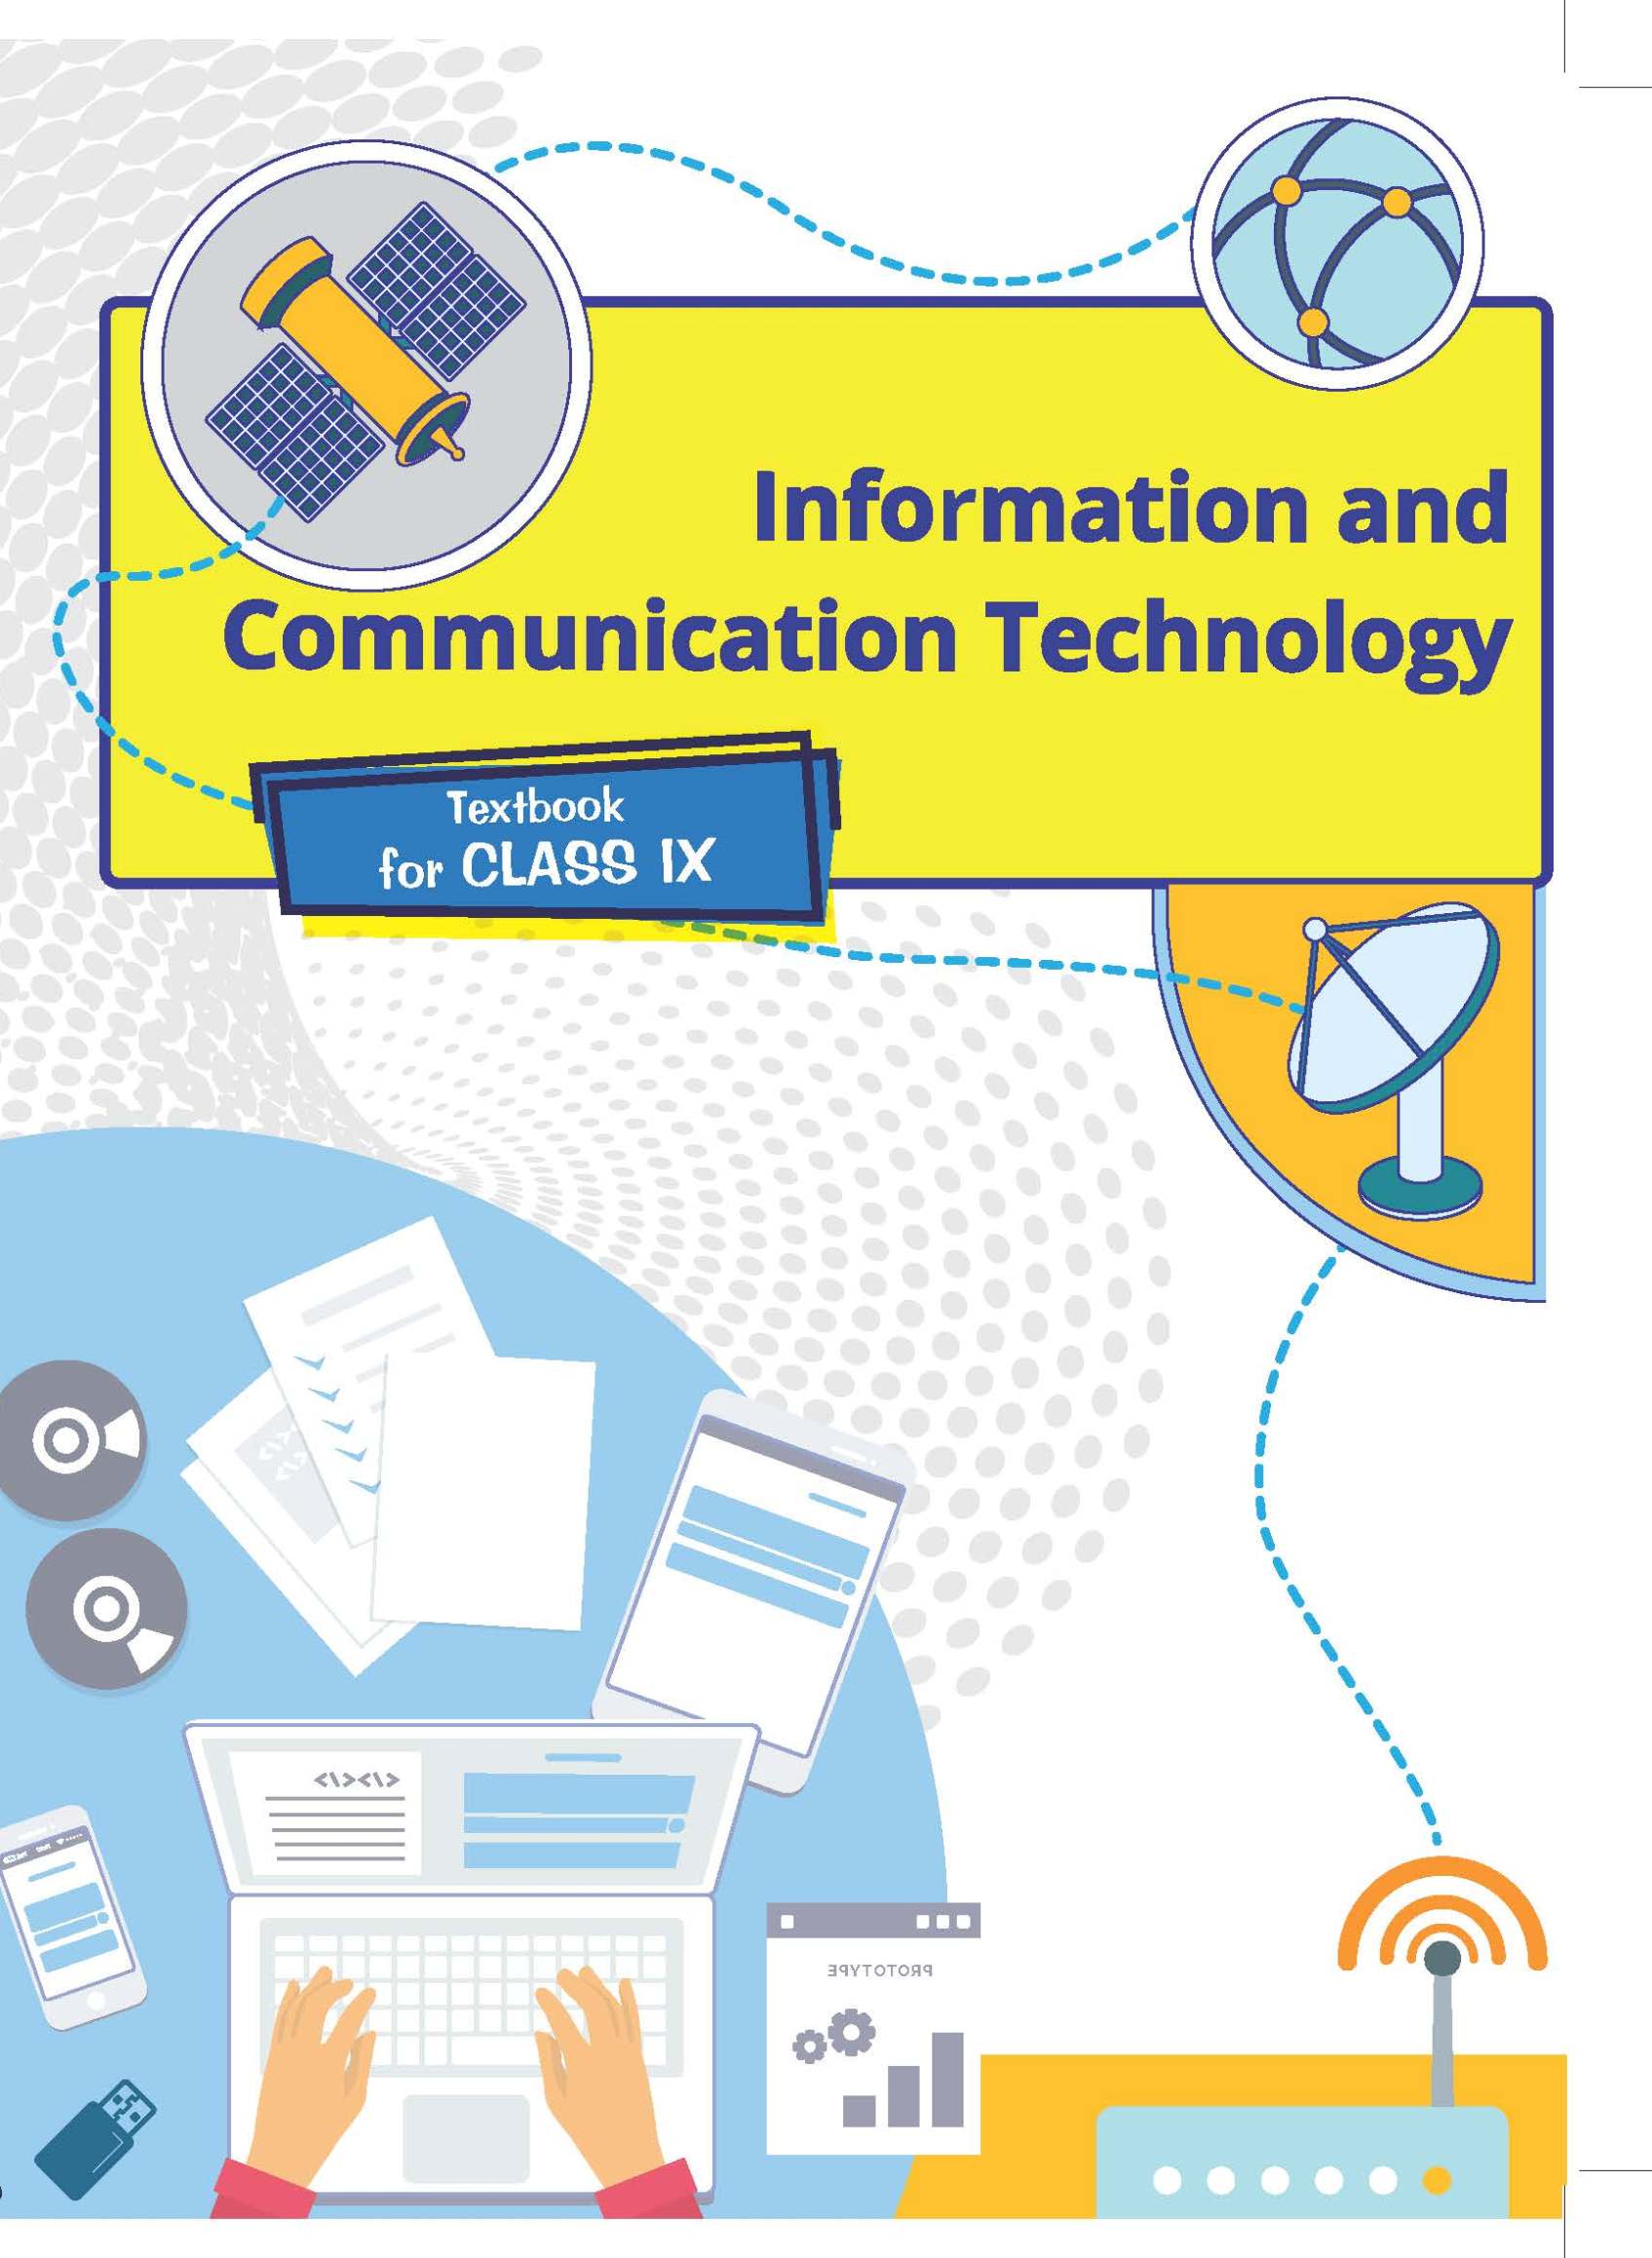 Information and
Communication Technology
Textbook
for CLASS IX
<\><\>
PROTOTYPE